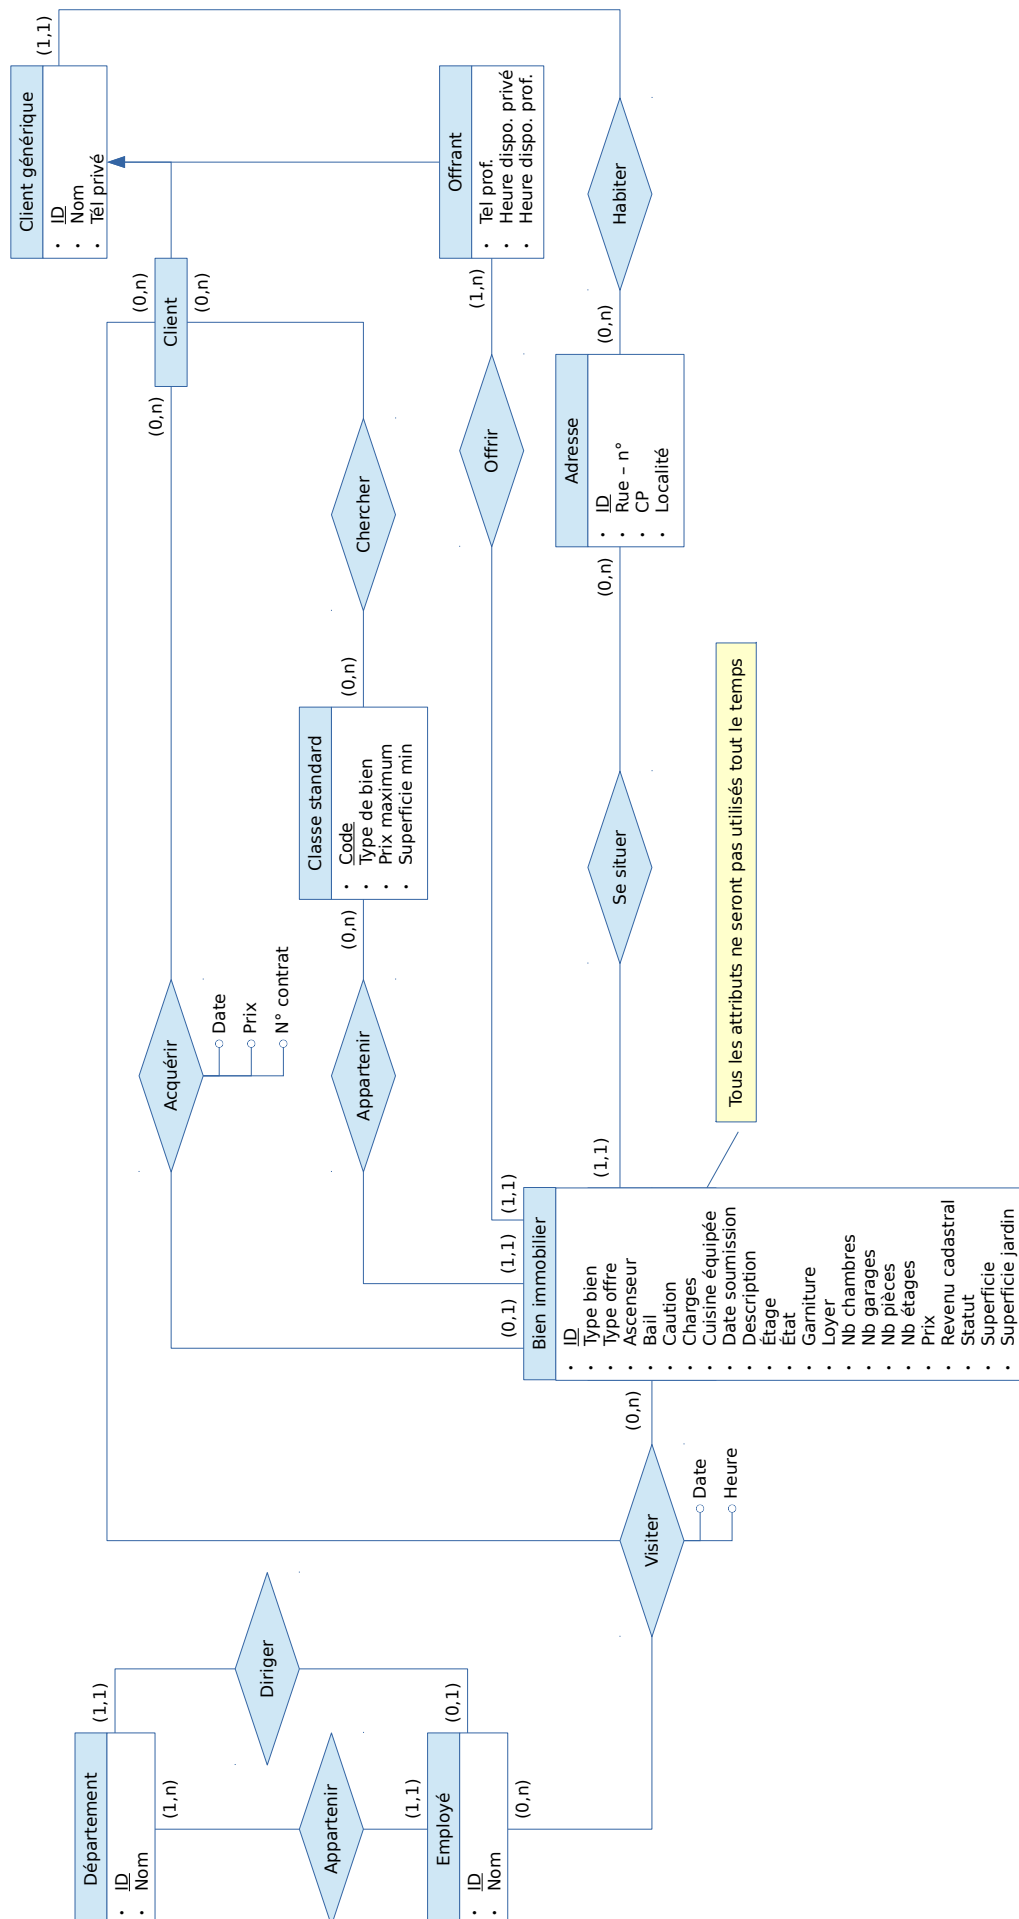 Département
ID
Nom
(1,1)
(1,n)
Diriger
Appartenir
(0,1)
(1,1)
Employé
ID
Nom
(0,n)
Visiter
Date
Heure
(0,n)
Acquérir
Date
Prix
N° contrat
(0,n)
Client
(0,n)
(0,n)
Client générique
ID
Nom
Tél privé
(1,1)
Appartenir
(0,n)
Classe standard
Code
Type de bien
Prix maximum
Superficie min
(0,n)
Chercher
Offrant
Tel prof.
Heure dispo. privé
Heure dispo. prof.
(1,n)
Offrir
Habiter
(0,n)
Adresse
ID
Rue – n°
CP
Localité
(0,n)
Se situer
(1,1)
(0,1)
(1,1)
(1,1)
Bien immobilier
ID
Type bien
Type offre
Ascenseur
Bail
Caution
Charges
Cuisine équipée
Date soumission
Description
Étage
État
Garniture
Loyer
Nb chambres
Nb garages
Nb pièces
Nb étages
Prix
Revenu cadastral
Statut
Superficie
Superficie jardin
Tous les attributs ne seront pas utilisés tout le temps